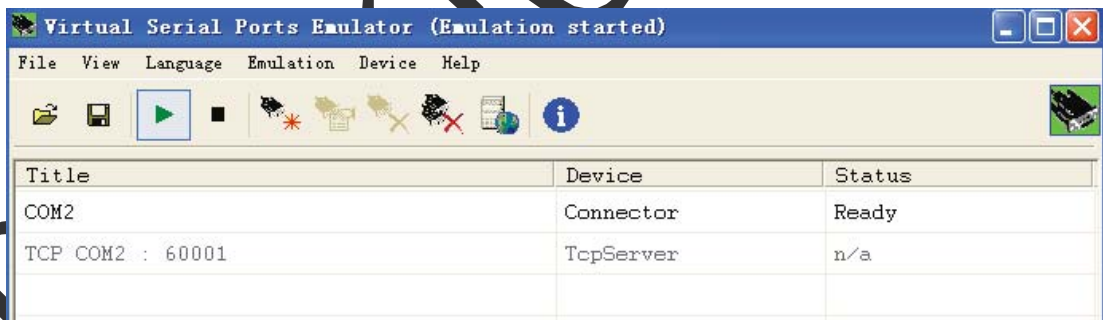 Virtual Serial Ports Emulator (Emulation started)
File View Language Emulation Device Help
Title Device Status
COM2 Connector Ready
TCP COM2 : 60001 TcpServer n/a